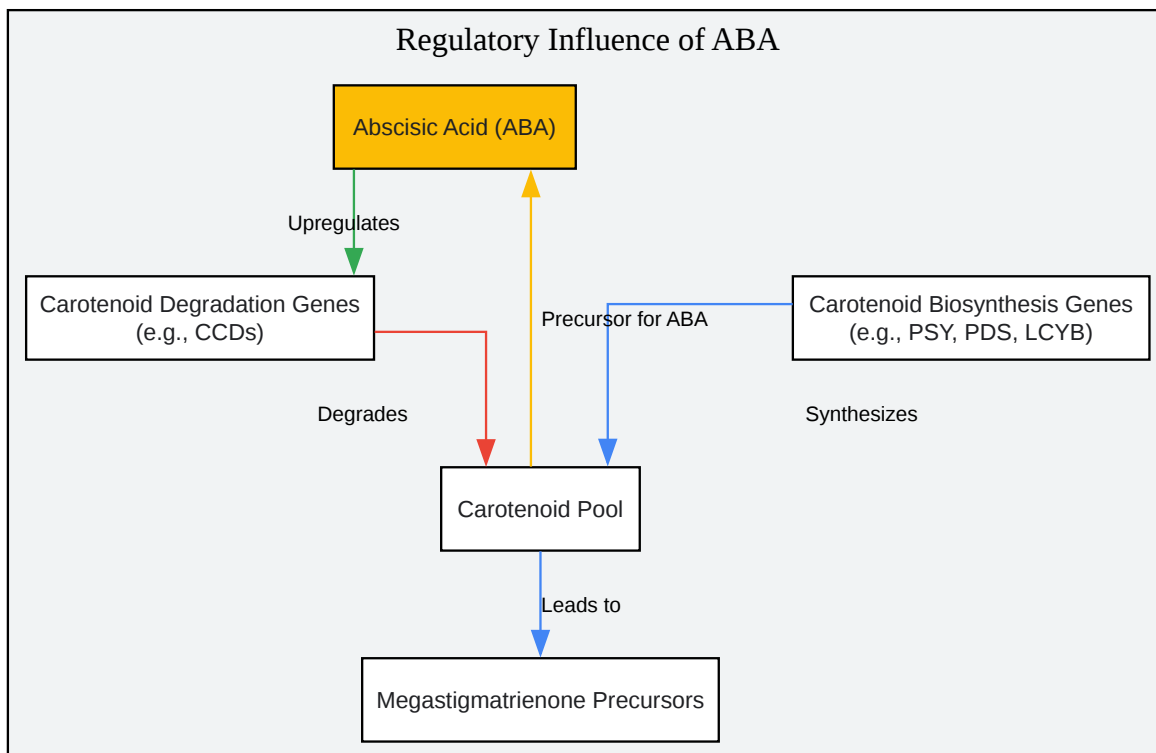 Regulatory Influence of ABA
Abscisic Acid (ABA)
Upregulates
Carotenoid Degradation Genes
(e.g., CCDs)
Precursor for ABA
Carotenoid Biosynthesis Genes
(e.g., PSY, PDS, LCYB)
Degrades
Synthesizes
Carotenoid Pool
Leads to
Megastigmatrienone Precursors